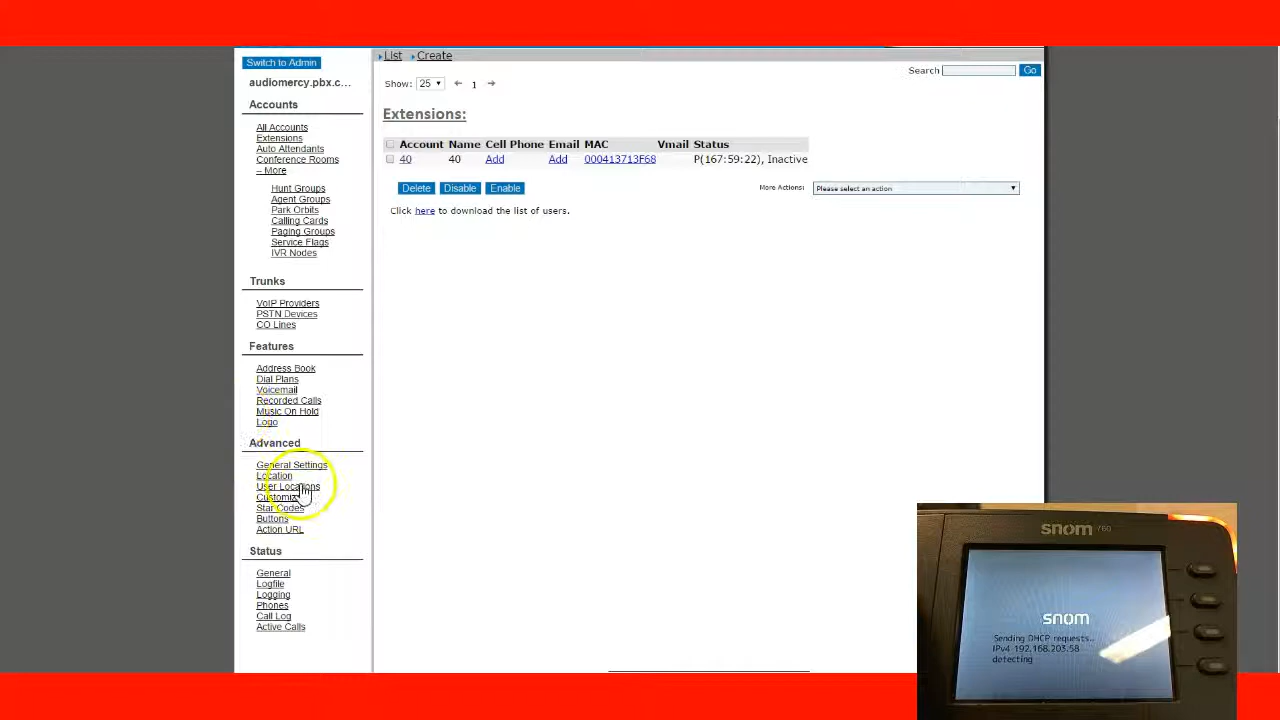 Switch to Admin
audiomercy.pbx.c...
Accounts
All Accounts
Extensions
Auto Attendants
Conference Rooms
-- More
Hunt Groups
Agent Groups
Park Orbits
Calling Cards
Paging Groups
Service Flags
IVR Nodes
Trunks
VoIP Providers
PSTN Devices
CO Lines
Features
Address Book
Dial Plans
Voicemail
Recorded Calls
Music On Hold
Logo
Advanced
General Settings
Location
User Locations
Customize
Star Codes
Buttons
Action URL
Status
General
Logfile
Logging
Phones
Call Log
Active Calls
List Create
Search Go
Show: 25 1
Extensions:
Account Name Cell Phone Email MAC Vmail Status
40 40 Add Add 000413713F68 P(167:59:22), Inactive
Delete Disable Enable More Actions: Please select an action
Click here to download the list of users.
snom 760
snom
Sending DHCP requests..
IPv4 192.168.203.58
detecting